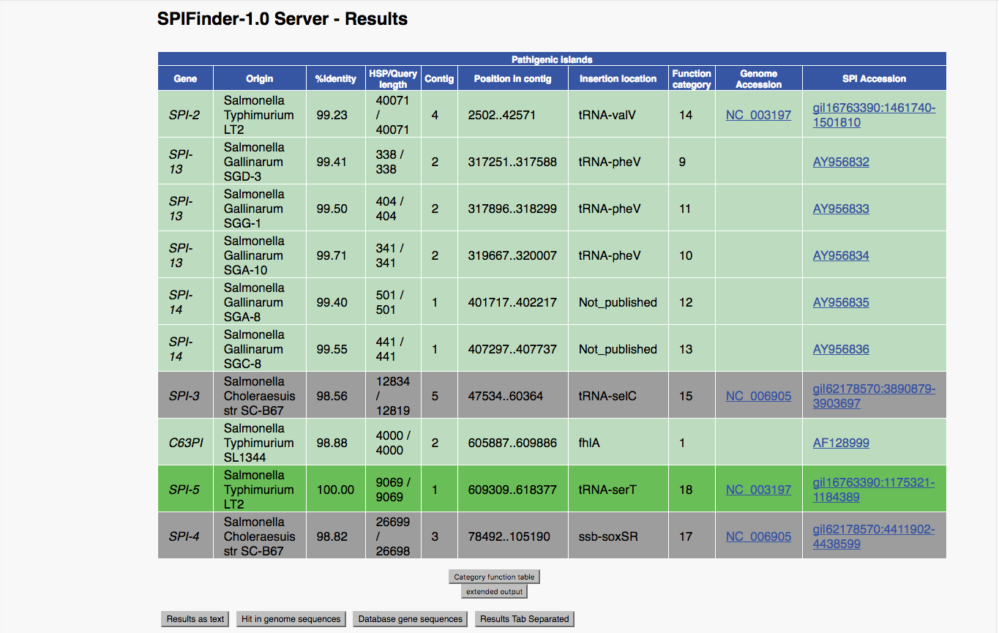 SPIFinder-1.0 Server - Results
Pathigenic islands
Gene Origin %Identity HSP/Query length Contig Position in contig Insertion location Function category Genome Accession SPI Accession
SPI-2 Salmonella Typhimurium LT2 99.23 40071 / 40071 4 2502..42571 tRNA-valV 14 NC_003197 gi|16763390:1461740-1501810
SPI-13 Salmonella Gallinarum SGD-3 99.41 338 / 338 2 317251..317588 tRNA-pheV 9 AY956832
SPI-13 Salmonella Gallinarum SGG-1 99.50 404 / 404 2 317896..318299 tRNA-pheV 11 AY956833
SPI-13 Salmonella Gallinarum SGA-10 99.71 341 / 341 2 319667..320007 tRNA-pheV 10 AY956834
SPI-14 Salmonella Gallinarum SGA-8 99.40 501 / 501 1 401717..402217 Not_published 12 AY956835
SPI-14 Salmonella Gallinarum SGC-8 99.55 441 / 441 1 407297..407737 Not_published 13 AY956836
SPI-3 Salmonella Choleraesuis str SC-B67 98.56 12834 / 12819 5 47534..60364 tRNA-selC 15 NC_006905 gi|62178570:3890879-3903697
C63PI Salmonella Typhimurium SL1344 98.88 4000 / 4000 2 605887..609886 fhlA 1 AF128999
SPI-5 Salmonella Typhimurium LT2 100.00 9069 / 9069 1 609309..618377 tRNA-serT 18 NC_003197 gi|16763390:1175321-1184389
SPI-4 Salmonella Choleraesuis str SC-B67 98.82 26699 / 26698 3 78492..105190 ssb-soxSR 17 NC_006905 gi|62178570:4411902-4438599
Category function table
extended output
Results as text Hit in genome sequences Database gene sequences Results Tab Separated